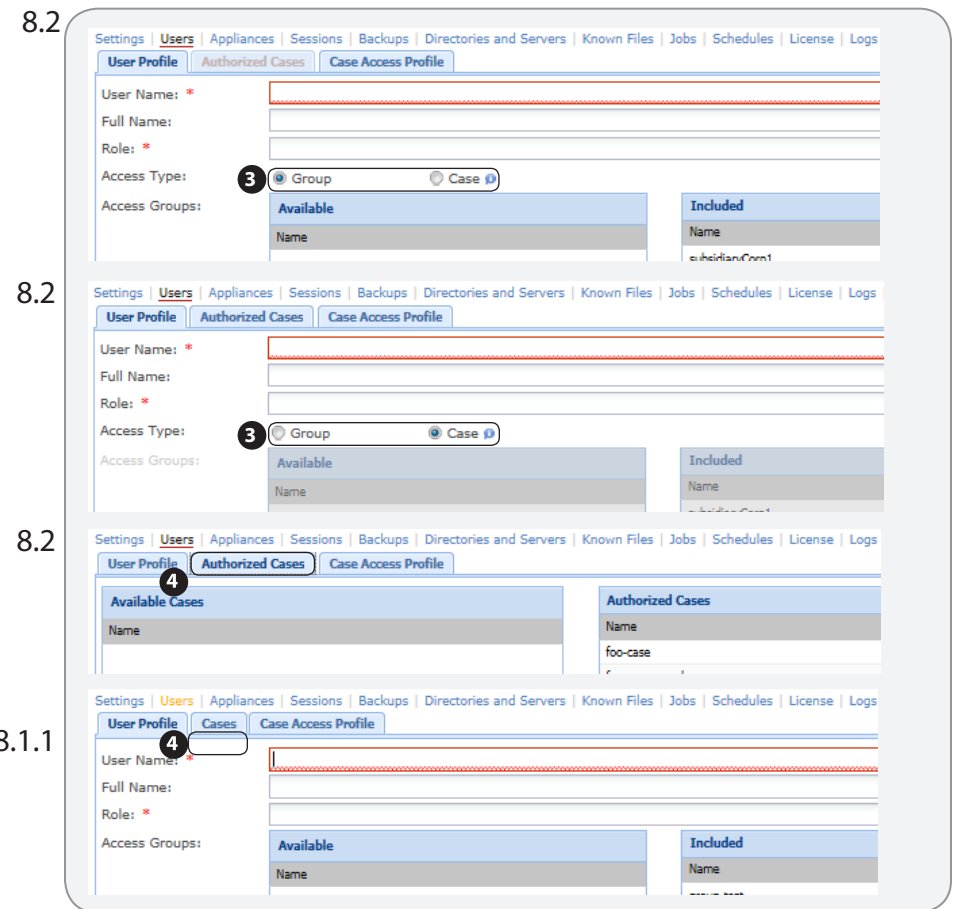 8.2
Settings | Users | Appliances | Sessions | Backups | Directories and Servers | Known Files | Jobs | Schedules | License | Logs
User Profile Authorized Cases Case Access Profile
User Name: *
Full Name:
Role: *
Access Type: 3 Group Case
Access Groups: Available Included
Name Name
subsidiaryCorp1
8.2
Settings | Users | Appliances | Sessions | Backups | Directories and Servers | Known Files | Jobs | Schedules | License | Logs
User Profile Authorized Cases Case Access Profile
User Name: *
Full Name:
Role: *
Access Type: 3 Group Case
Access Groups: Available Included
Name Name
8.2
Settings | Users | Appliances | Sessions | Backups | Directories and Servers | Known Files | Jobs | Schedules | License | Logs
User Profile Authorized Cases Case Access Profile
4
Available Cases Authorized Cases
Name Name
foo-case
Settings | Users | Appliances | Sessions | Backups | Directories and Servers | Known Files | Jobs | Schedules | License | Logs
User Profile Cases Case Access Profile
8.1.1
4
User Name: *
Full Name:
Role: *
Access Groups: Available Included
Name Name